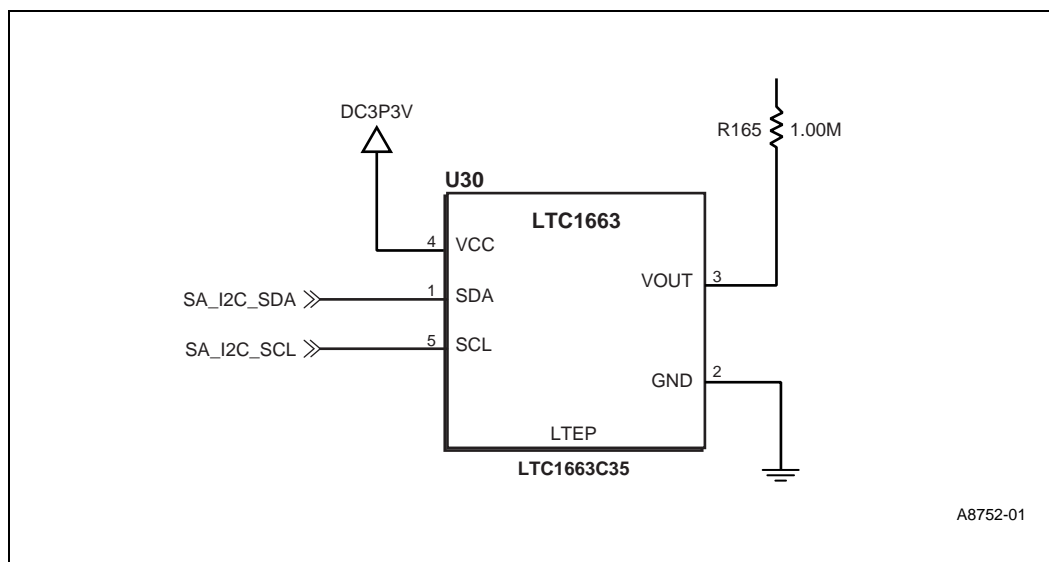 DC3P3V
R165 1.00M
U30
LTC1663
4 VCC
VOUT 3
SA_I2C_SDA 1 SDA
SA_I2C_SCL 5 SCL
GND 2
LTEP
LTC1663C35
A8752-01